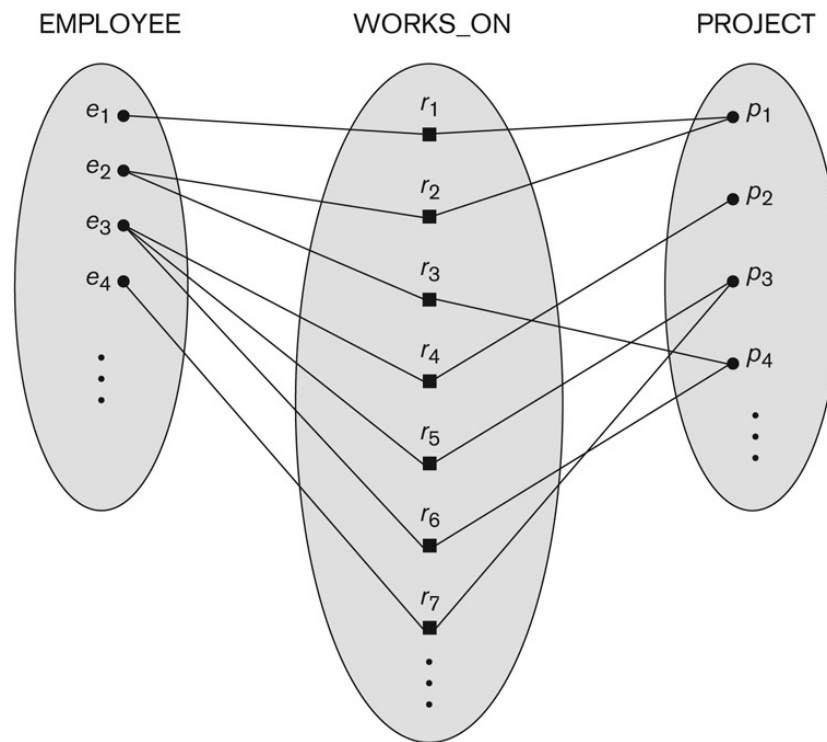 EMPLOYEE WORKS_ON PROJECT
e1
e2
e3
e4
r1
r2
r3
r4
r5
r6
r7
p1
p2
p3
p4